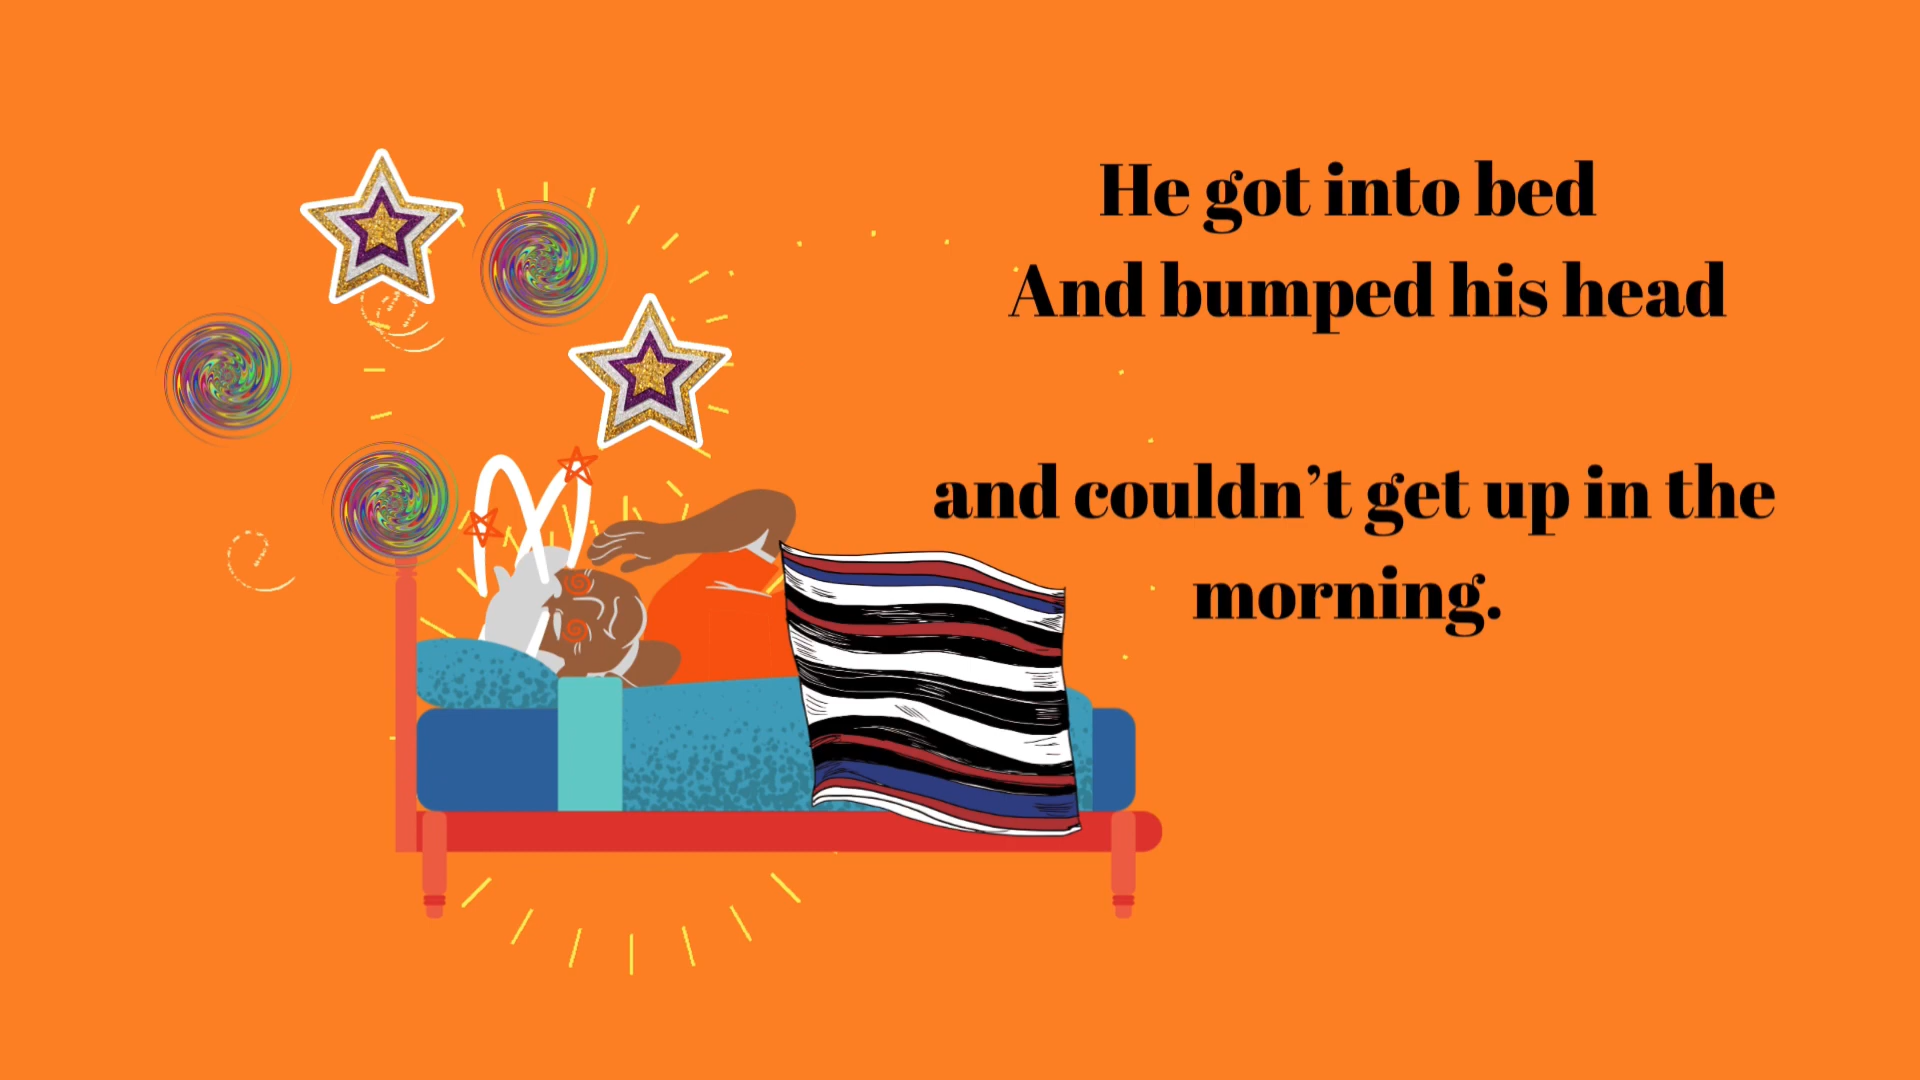 He got into bed
And bumped his head
and couldn’t get up in the
morning.